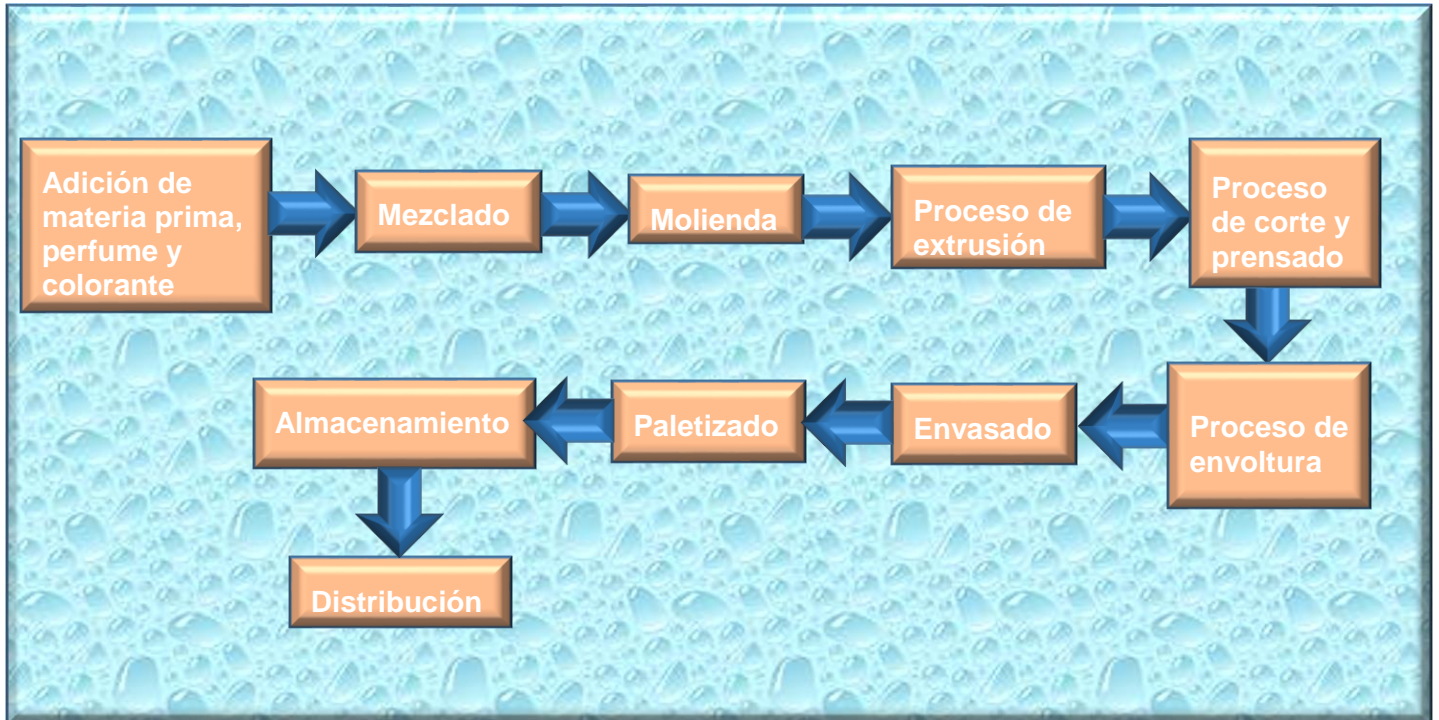 Adición de
materia prima,
perfume y
colorante
Mezclado
Molienda
Proceso de
extrusión
Proceso
de corte y
prensado
Proceso de
envoltura
Envasado
Paletizado
Almacenamiento
Distribución